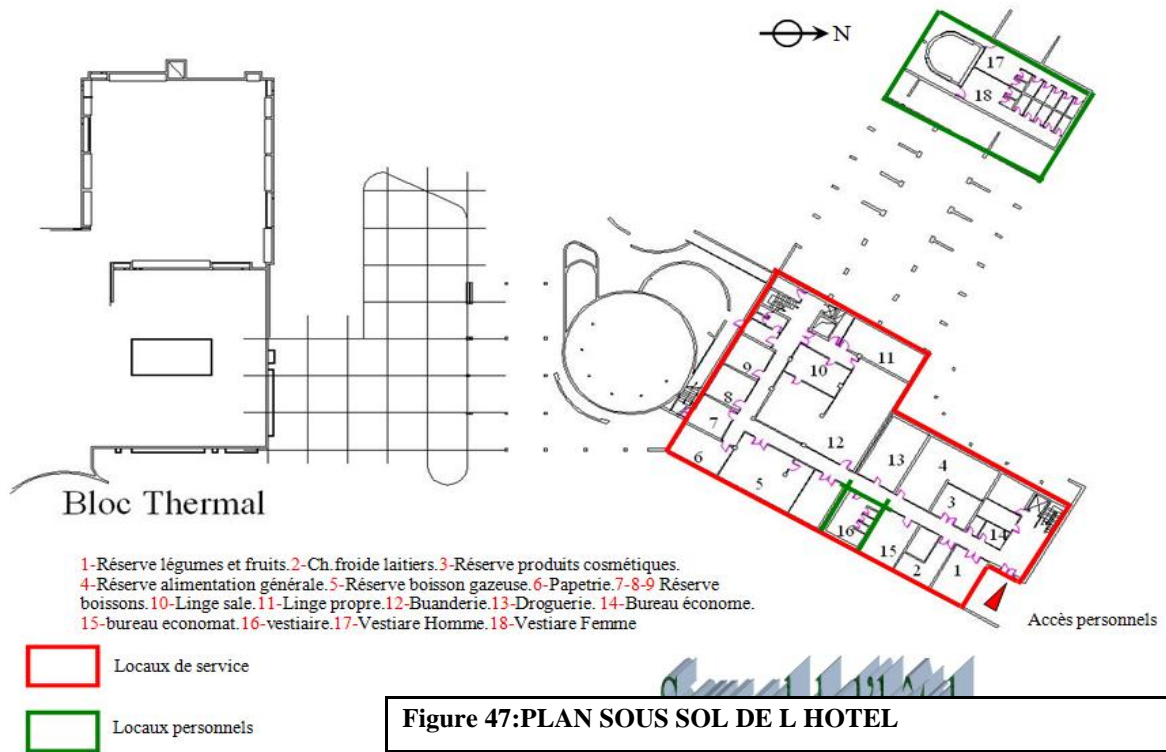 N
17
18
11
10
9
8
7
12
6
5
13
4
3
14
16
15
2
1
Bloc Thermal
1-Réserve légumes et fruits.2-Ch.froide laitiers.3-Réserve produits cosmétiques.
4-Réserve alimentation générale.5-Réserve boisson gazeuse.6-Papetrie.7-8-9 Réserve
boissons.10-Linge sale.11-Linge propre.12-Buanderie.13-Droguerie. 14-Bureau économe.
15-bureau economat.16-vestiaire.17-Vestiare Homme.18-Vestiare Femme
Accès personnels
Locaux de service
Locaux personnels
Figure 47:PLAN SOUS SOL DE L HOTEL